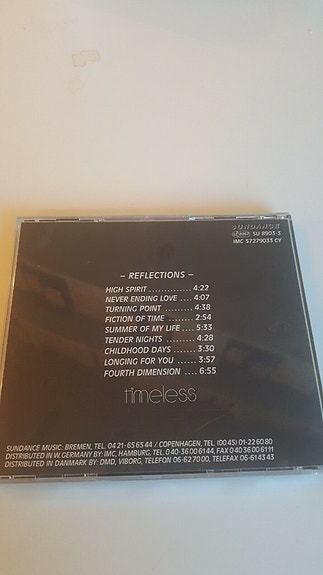 SUNDANCE
SU 8903-3
IMC 57279033 CY
– REFLECTIONS –
HIGH SPIRIT .............. 4:22
NEVER ENDING LOVE .... 4:07
TURNING POINT ......... 4:38
FICTION OF TIME ........ 2:54
SUMMER OF MY LIFE .... 5:33
TENDER NIGHTS .......... 4:28
CHILDHOOD DAYS ....... 3:30
LONGING FOR YOU ...... 3:57
FOURTH DIMENSION .... 6:55
timeless
SUNDANCE MUSIC: BREMEN, TEL. 0421-656544 / COPENHAGEN, TEL. (0045) 01-226080
DISTRIBUTED IN W. GERMANY BY: IMC, HAMBURG, TEL. 040-36006144, FAX 04036006111
DISTRIBUTED IN DANMARK BY: DMD, VIBORG, TELEFON 06-627000, TELEFAX 06-614343